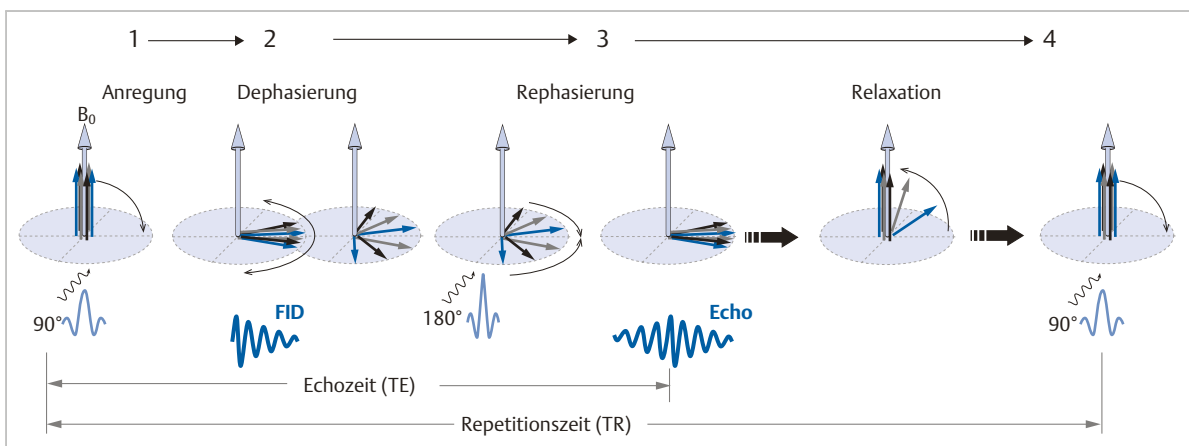 1 2 3 4
Anregung Dephasierung Rephasierung Relaxation
B0
90° FID 180° Echo 90°
Echozeit (TE)
Repetitionszeit (TR)